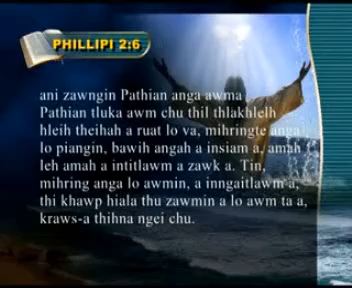 PHILLIPI 2:6
ani zawngin Pathian anga awma
Pathian tluka awm chu thil thlakhlelh
hleih theihah a ruat lo va, mihringte anga
lo piangin, bawih angah a insiam a, amah
leh amah a intitlawm a zawk a. Tin,
mihring anga lo awmin, a inngaitlawm a,
thi khawp hiala thu zawmin a lo awm ta a,
kraws-a thihna ngei chu.